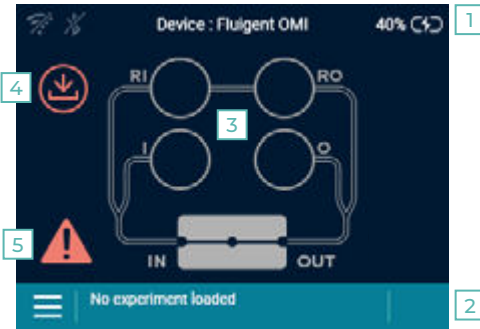 Device : Fluigent OMI
40%
1
4
RI
RO
3
I
O
5
IN
OUT
No experiment loaded
2